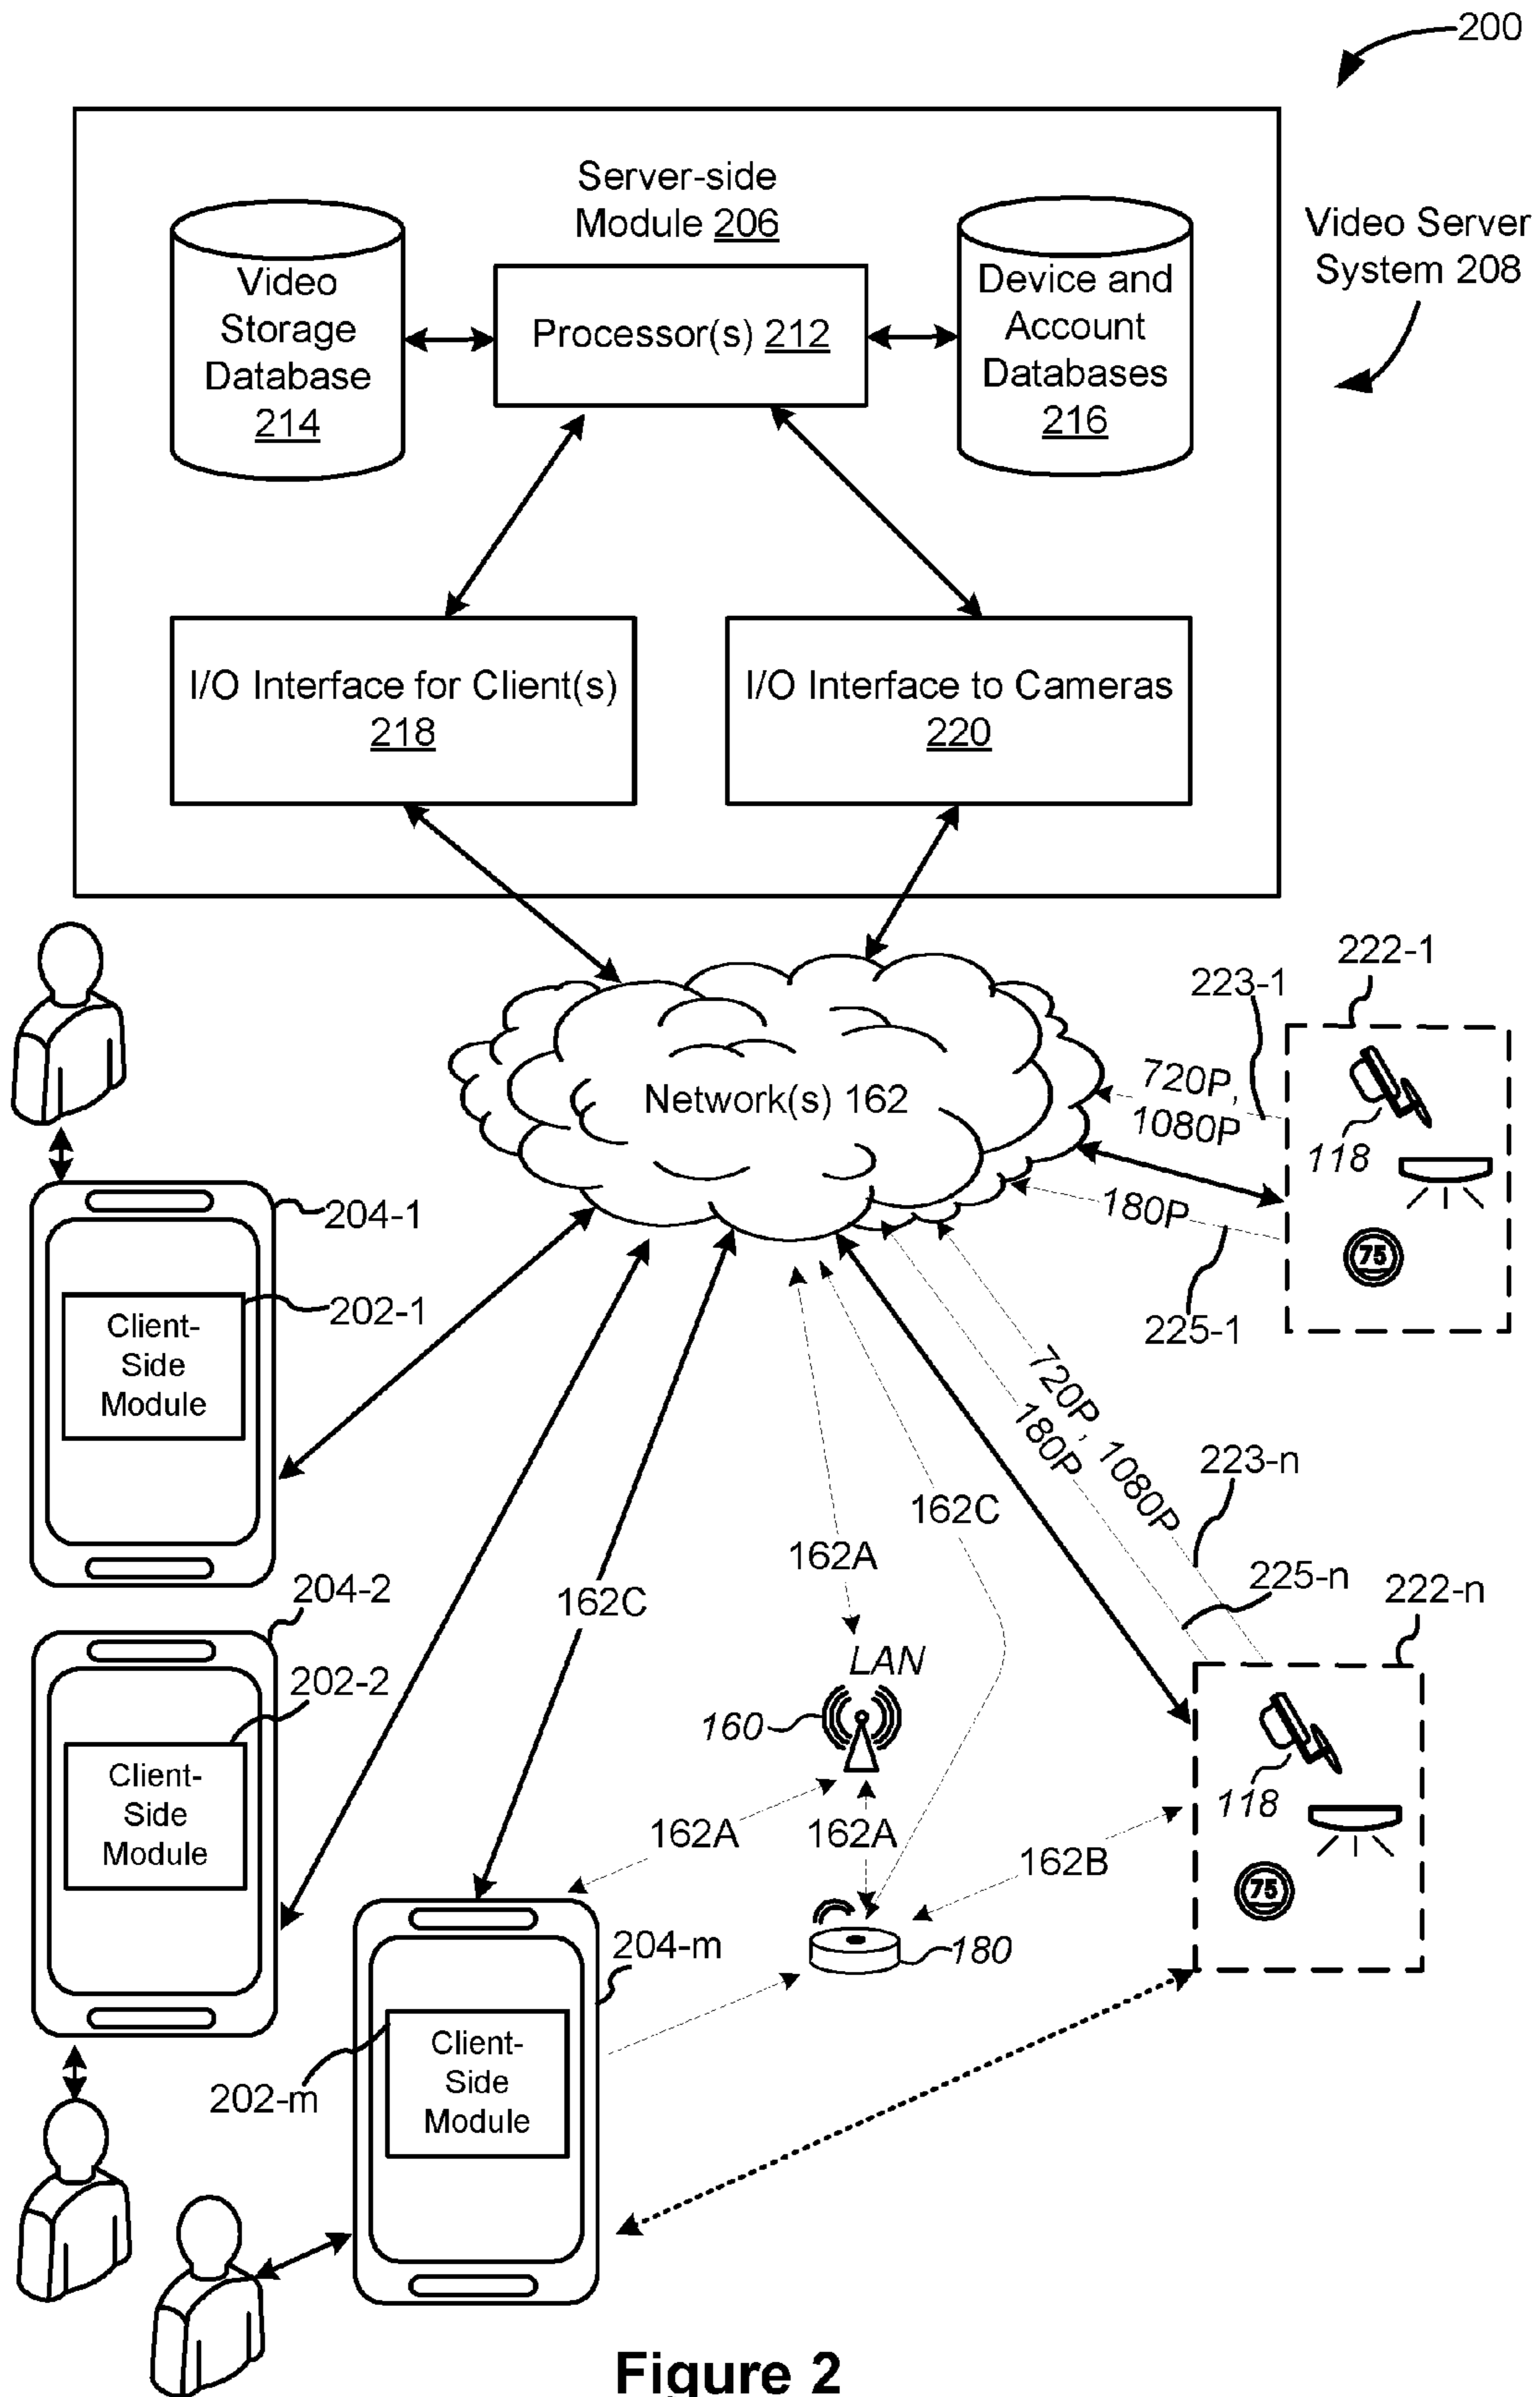 200
Server-side
Module 206
Video Server
System 208
Video
Storage
Database
214
Processor(s) 212
Device and
Account
Databases
216
I/O Interface for Client(s)
218
I/O Interface to Cameras
220
222-1
223-1
Network(s) 162
720P,
1080P
118
180P
75
225-1
204-1
202-1
Client-
Side
Module
720P, 1080P
180P
223-n
162C
162A
225-n
222-n
204-2
162C
LAN
202-2
160
Client-
Side
Module
118
162A
162A
162B
75
204-m
180
Client-
Side
Module
202-m
Figure 2